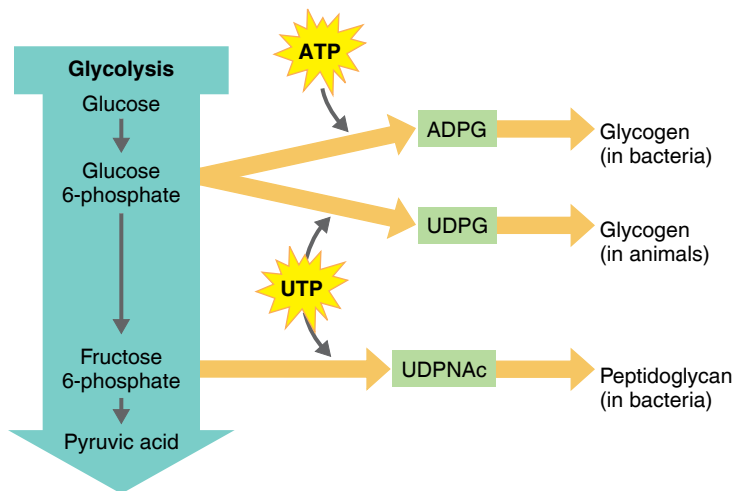 ATP
Glycolysis
Glucose
Glucose
6-phosphate
Fructose
6-phosphate
Pyruvic acid
ADPG
Glycogen
(in bacteria)
UDPG
Glycogen
(in animals)
UTP
UDPNAc
Peptidoglycan
(in bacteria)